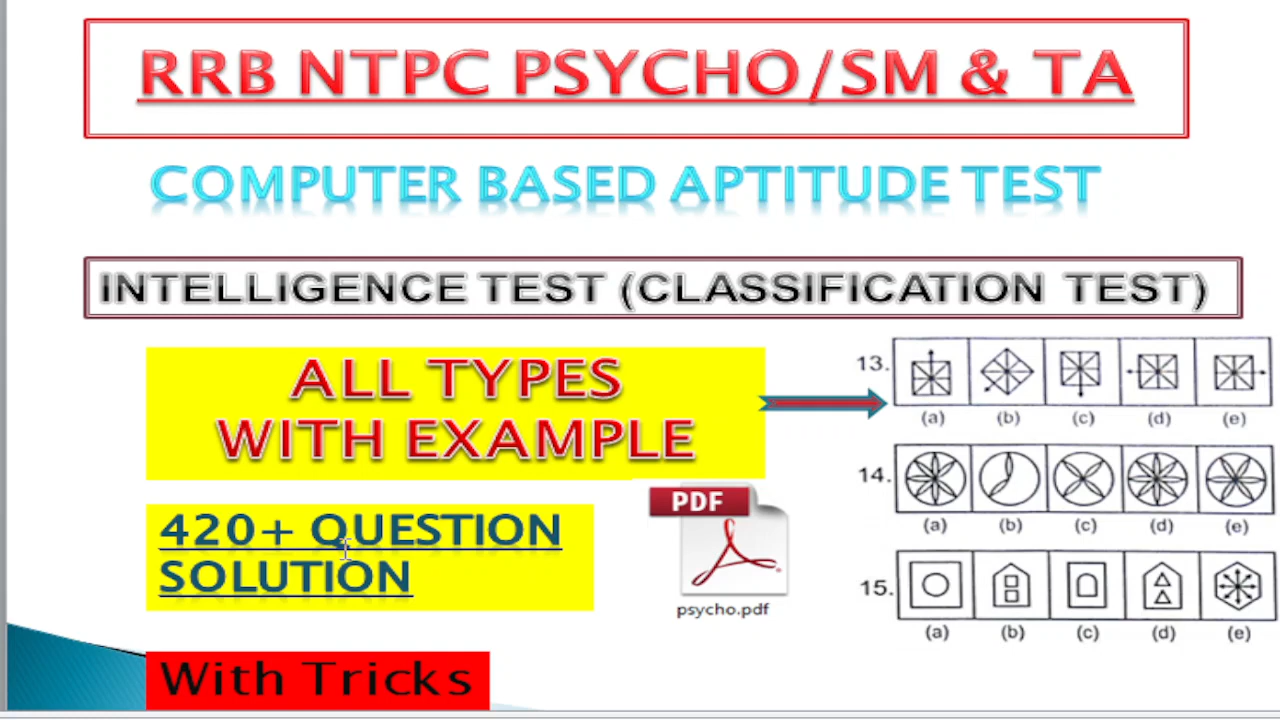 RRB NTPC PSYCHO/SM & TA
COMPUTER BASED APTITUDE TEST
INTELLIGENCE TEST (CLASSIFICATION TEST)
ALL TYPES
WITH EXAMPLE
420+ QUESTION
SOLUTION
PDF
psycho.pdf
With Tricks
13.
(a) (b) (c) (d) (e)
14.
(a) (b) (c) (d) (e)
15.
(a) (b) (c) (d) (e)